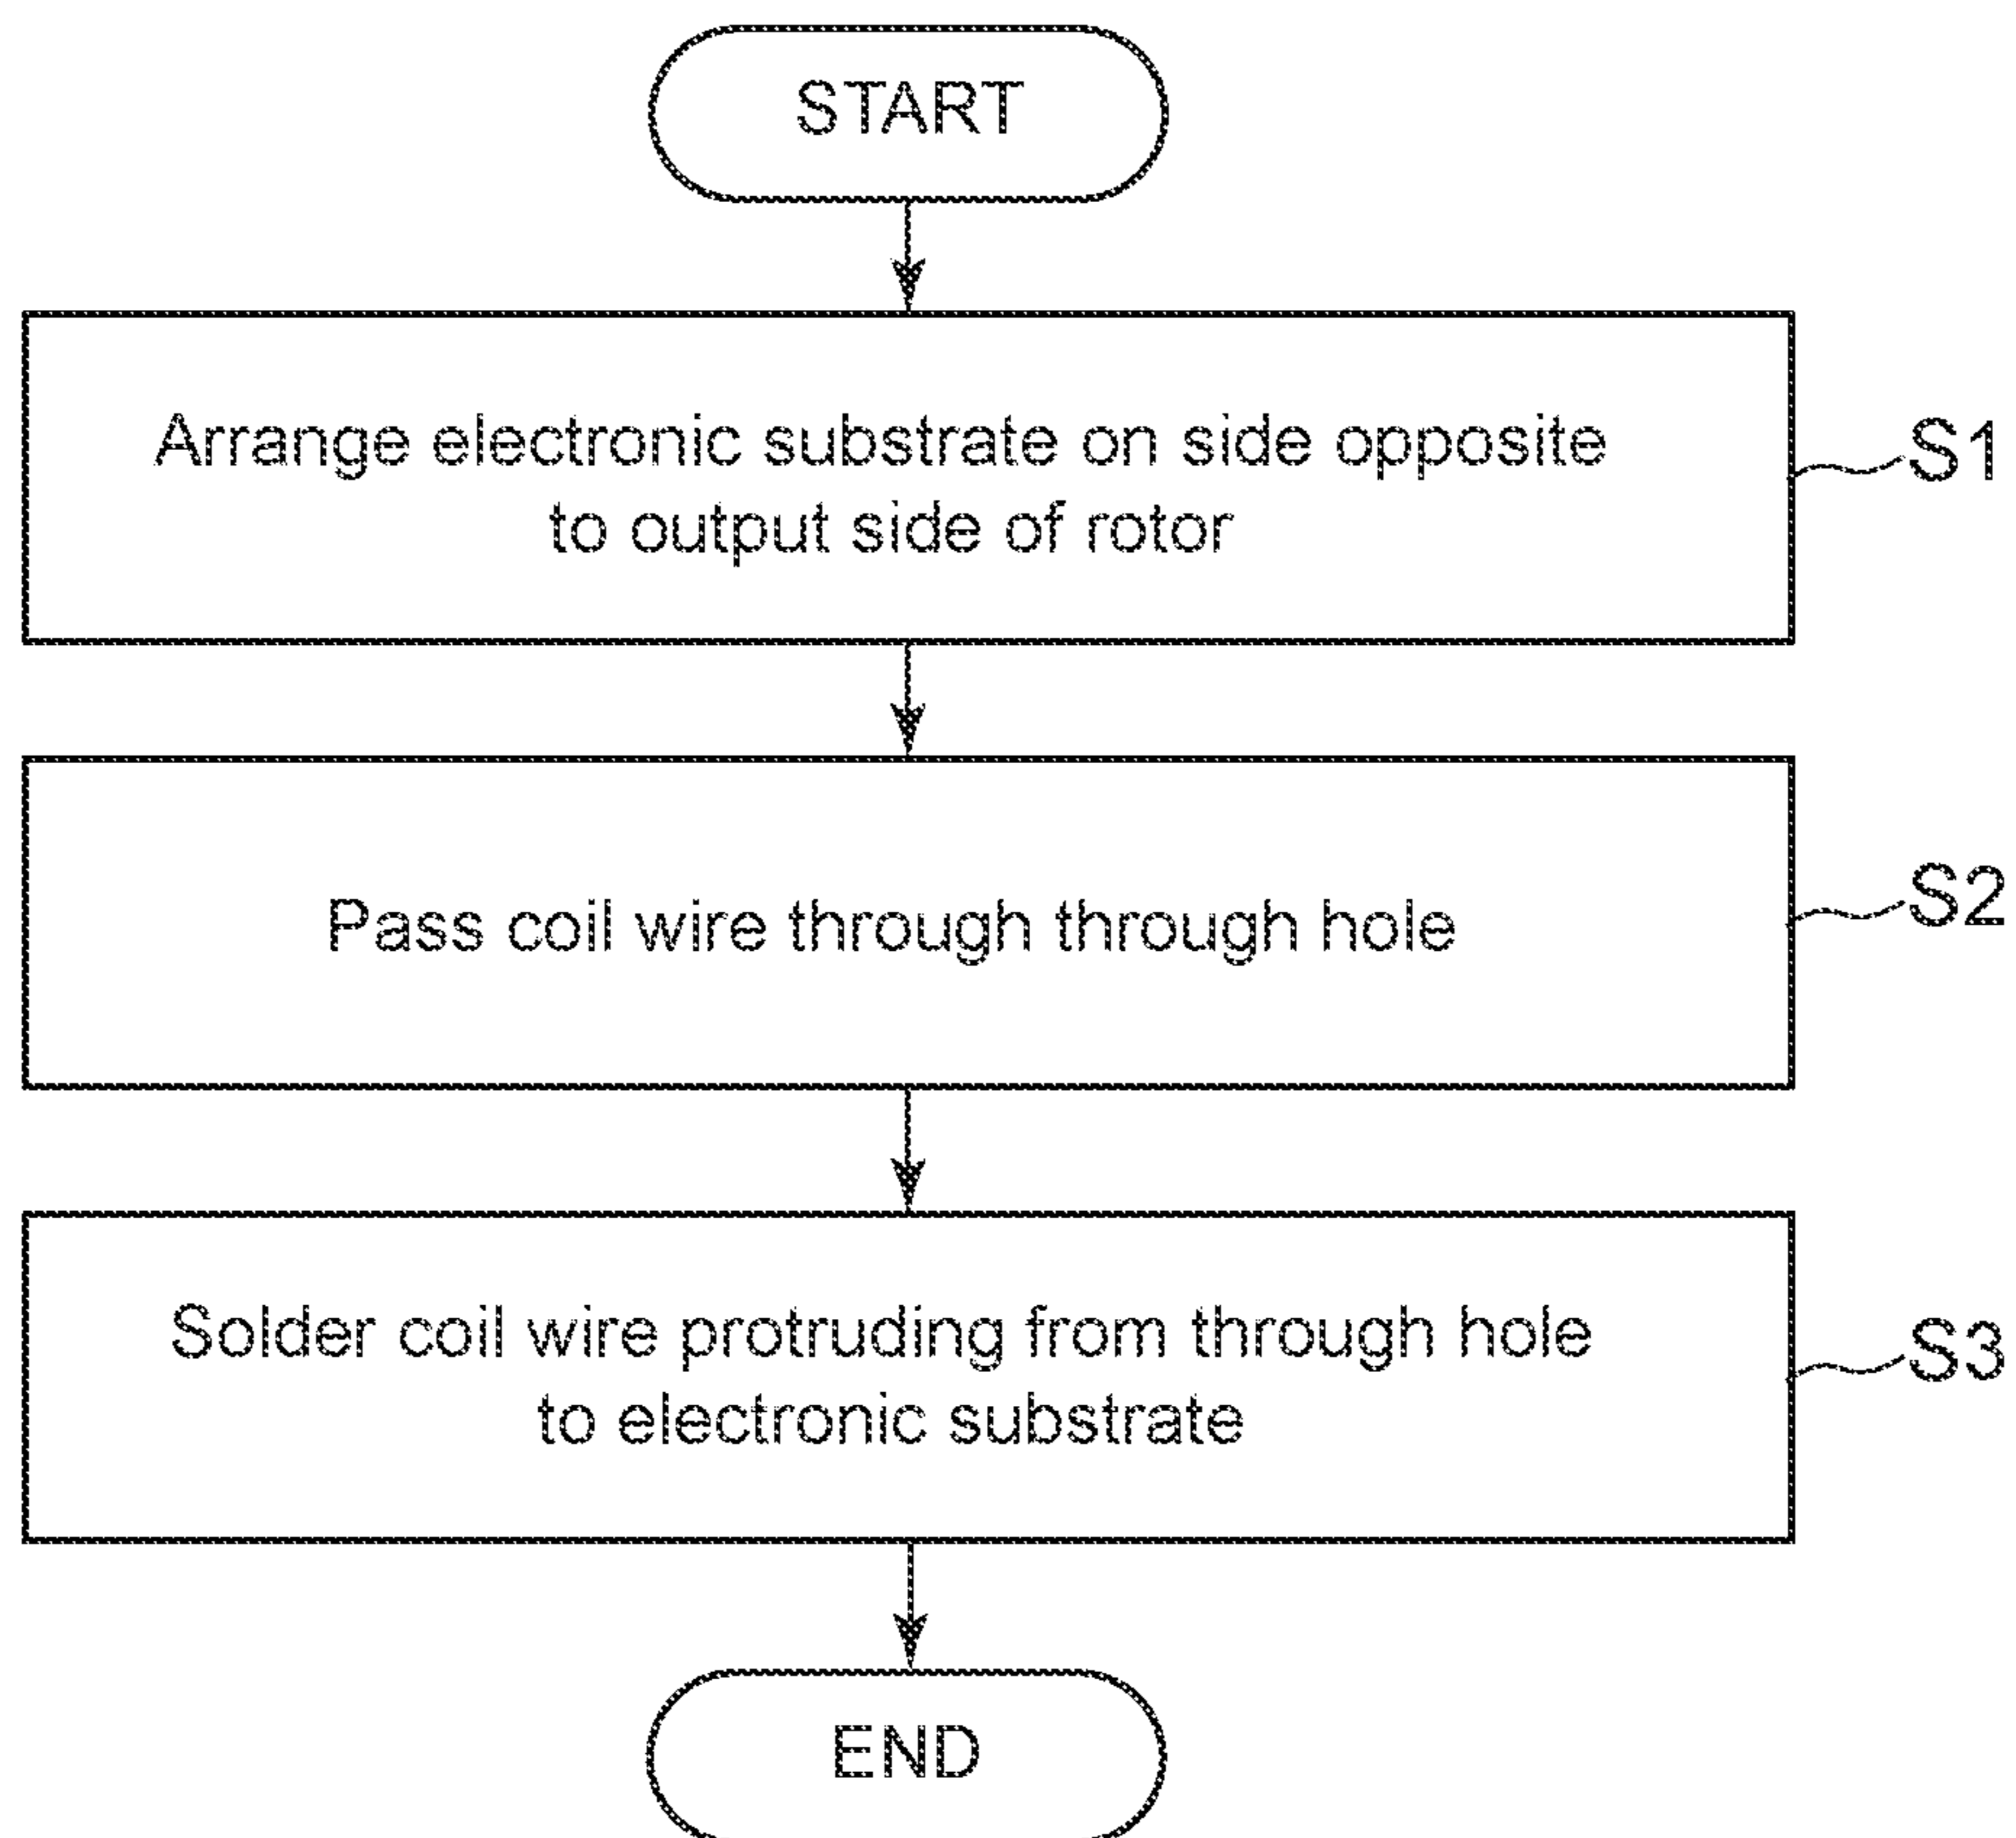 START
Arrange electronic substrate on side opposite
to output side of rotor
S1
Pass coil wire through through hole
S2
Solder coil wire protruding from through hole
to electronic substrate
S3
END